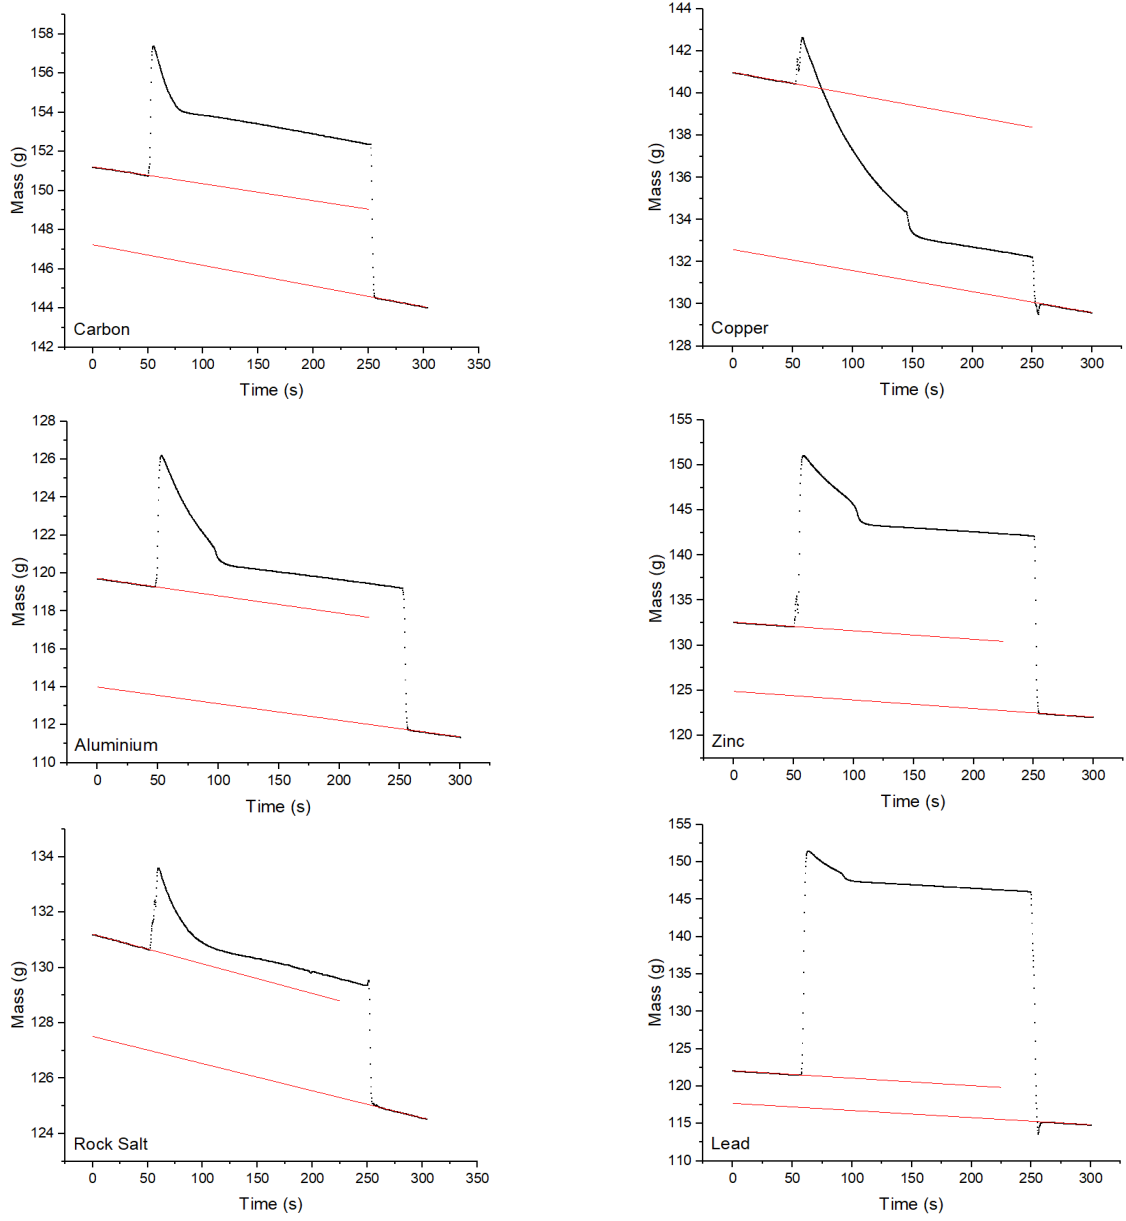 158
156
154
152
150
148
146
144
142
Mass (g)
Carbon
0 50 100 150 200 250 300 350
Time (s)
144
142
140
138
136
134
132
130
128
Mass (g)
Copper
0 50 100 150 200 250 300
Time (s)
128
126
124
122
120
118
116
114
112
110
Mass (g)
Aluminium
0 50 100 150 200 250 300
Time (s)
155
150
145
140
135
130
125
120
Mass (g)
Zinc
0 50 100 150 200 250 300
Time (s)
134
132
130
128
126
124
Mass (g)
Rock Salt
0 50 100 150 200 250 300 350
Time (s)
155
150
145
140
135
130
125
120
115
110
Mass (g)
Lead
0 50 100 150 200 250 300
Time (s)